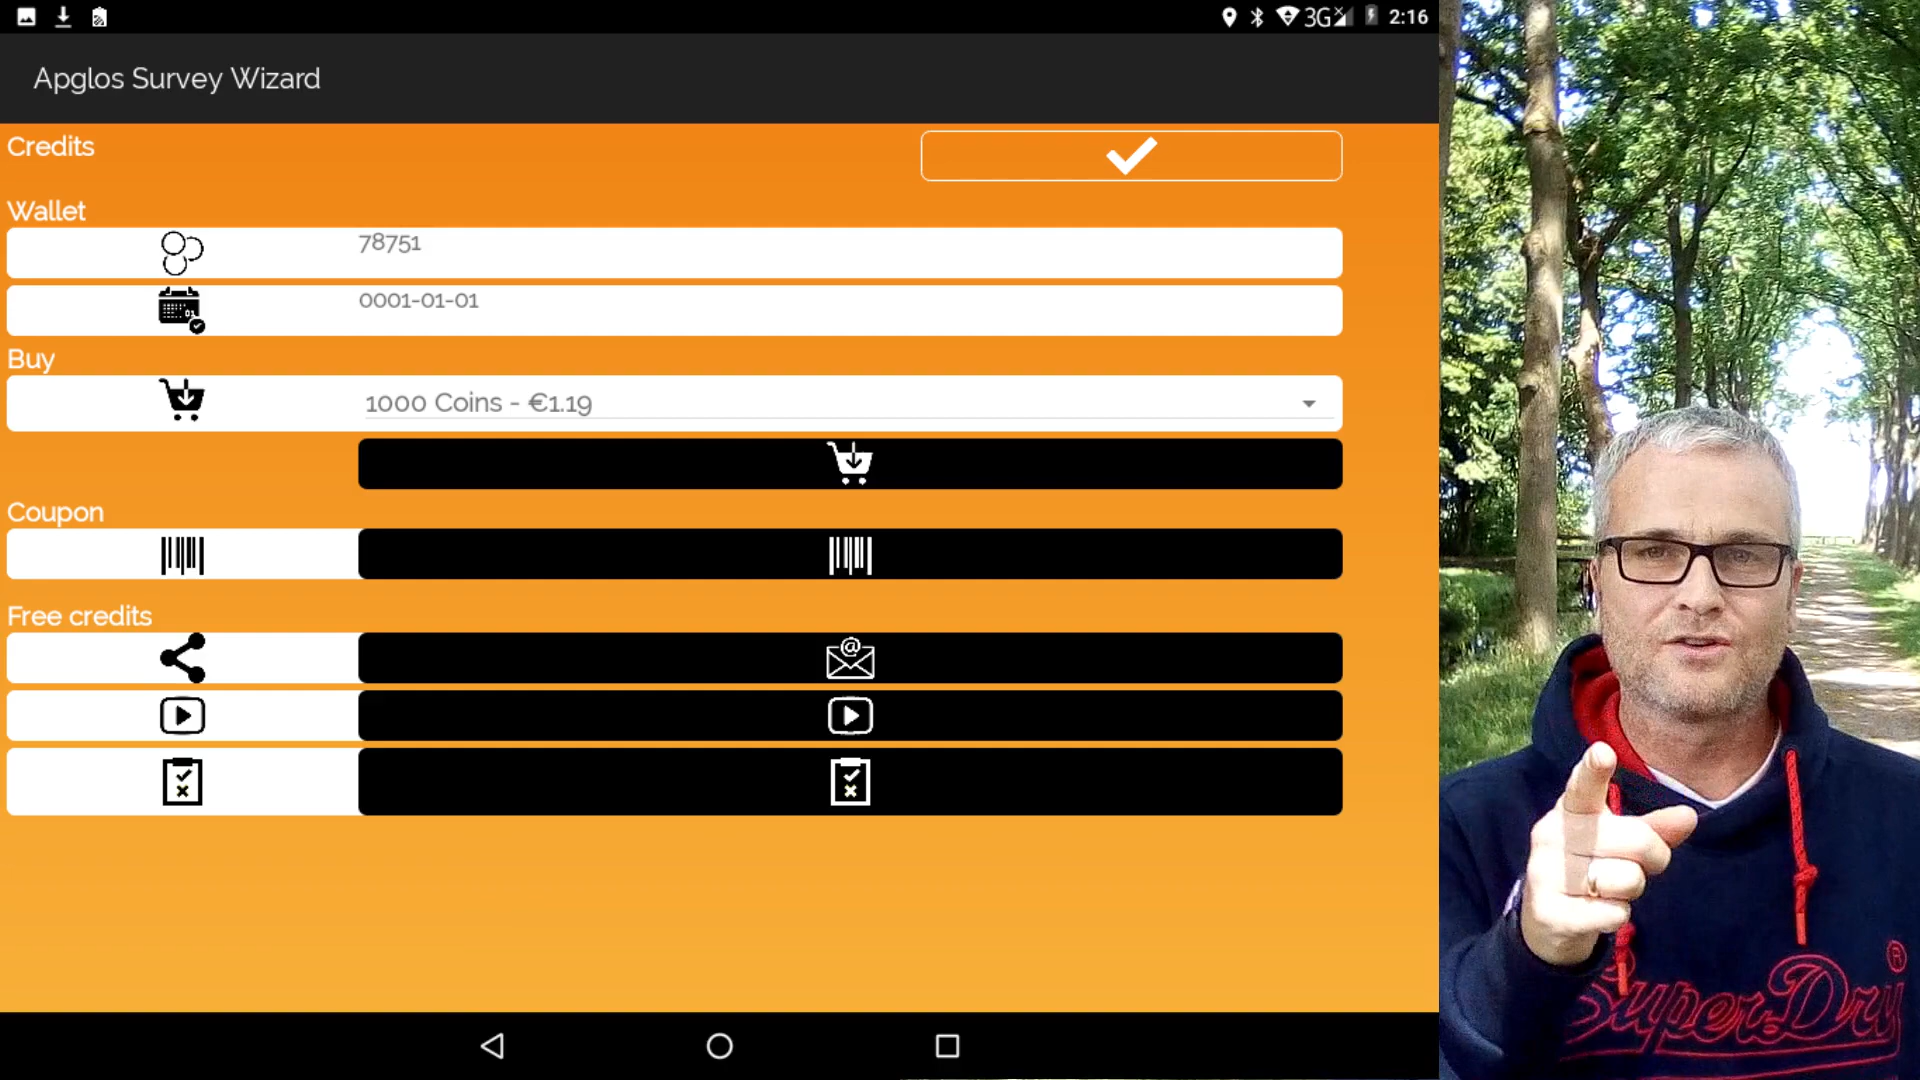 3G 2:16
Apglos Survey Wizard
Credits
Wallet
78751
0001-01-01
Buy
1000 Coins - €1.19
Coupon
Free credits
SuperDry®